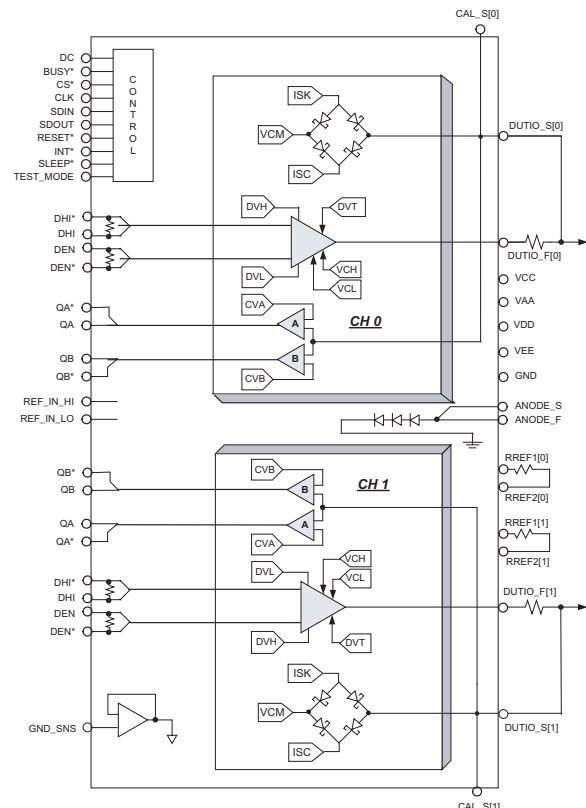 CAL_S[0]
DC
BUSY*
CS*
CLK
SDIN
SDOUT
RESET*
INT*
SLEEP*
TEST_MODE
CONTROL
ISK
VCM
ISC
DUTIO_S[0]
DHI*
DHI
DEN
DEN*
DVH
DVT
DVL
VCH
VCL
DUTIO_F[0]
VCC
VAA
VDD
VEE
GND
QA*
QA
QB
QB*
CVA
A
B
CVB
CH 0
REF_IN_HI
REF_IN_LO
ANODE_S
ANODE_F
QB*
QB
QA
QA*
CVB
B
A
CVA
CH 1
RREF1[0]
RREF2[0]
RREF1[1]
RREF2[1]
DHI*
DHI
DEN
DEN*
DVL
VCH
VCL
DVH
DVT
DUTIO_F[1]
ISK
VCM
ISC
DUTIO_S[1]
GND_SNS
CAL_S[1]